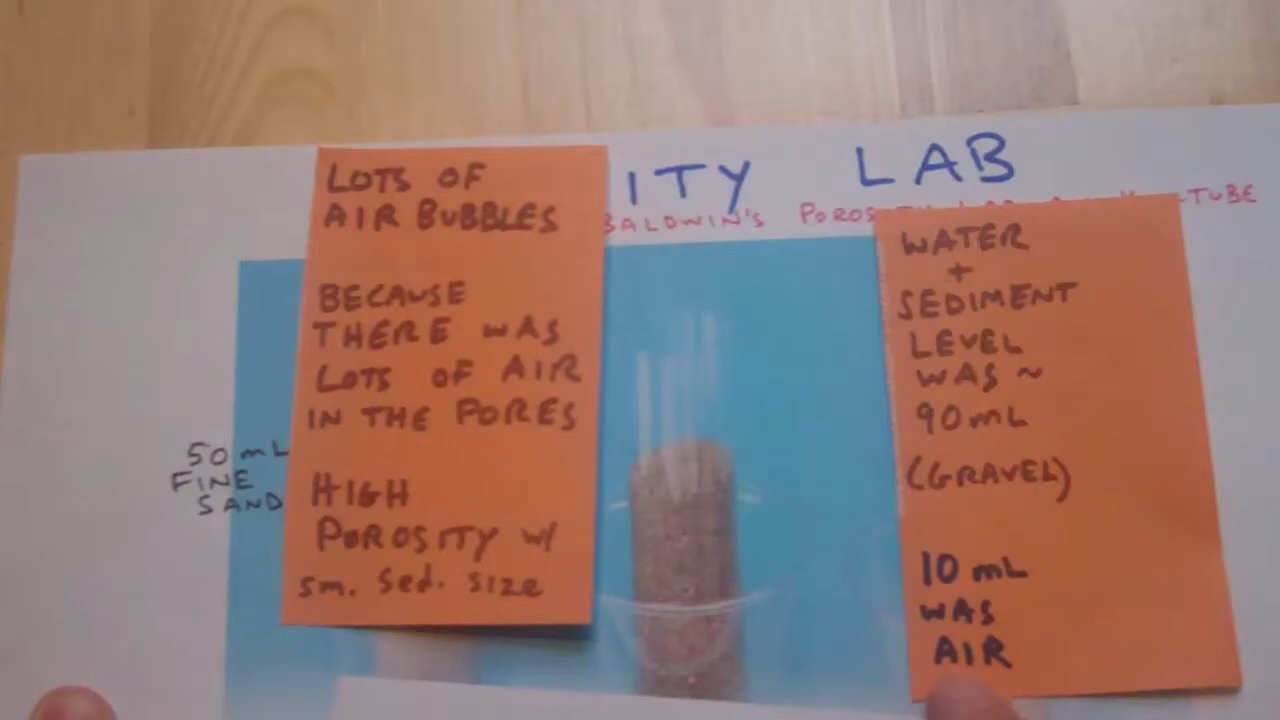 ITY LAB
BALDWIN'S POROS TUBE
LOTS OF
AIR BUBBLES
BECAUSE
THERE WAS
LOTS OF AIR
IN THE PORES
HIGH
POROSITY w/
sm. sed. size
50 mL
FINE
SAND
WATER
+
SEDIMENT
LEVEL
WAS ~
90 mL
(GRAVEL)
10 mL
WAS
AIR